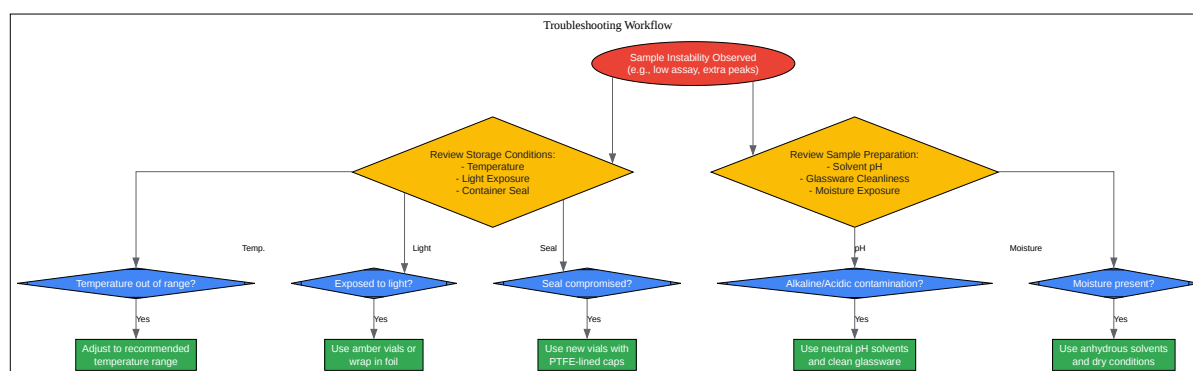 Troubleshooting Workflow
Sample Instability Observed
(e.g., low assay, extra peaks)
Review Storage Conditions:
- Temperature
- Light Exposure
- Container Seal
Review Sample Preparation:
- Solvent pH
- Glassware Cleanliness
- Moisture Exposure
Temp.
Light
Seal
pH
Moisture
Temperature out of range?
Exposed to light?
Seal compromised?
Alkaline/Acidic contamination?
Moisture present?
Yes
Yes
Yes
Yes
Yes
Adjust to recommended
temperature range
Use amber vials or
wrap in foil
Use new vials with
PTFE-lined caps
Use neutral pH solvents
and clean glassware
Use anhydrous solvents
and dry conditions